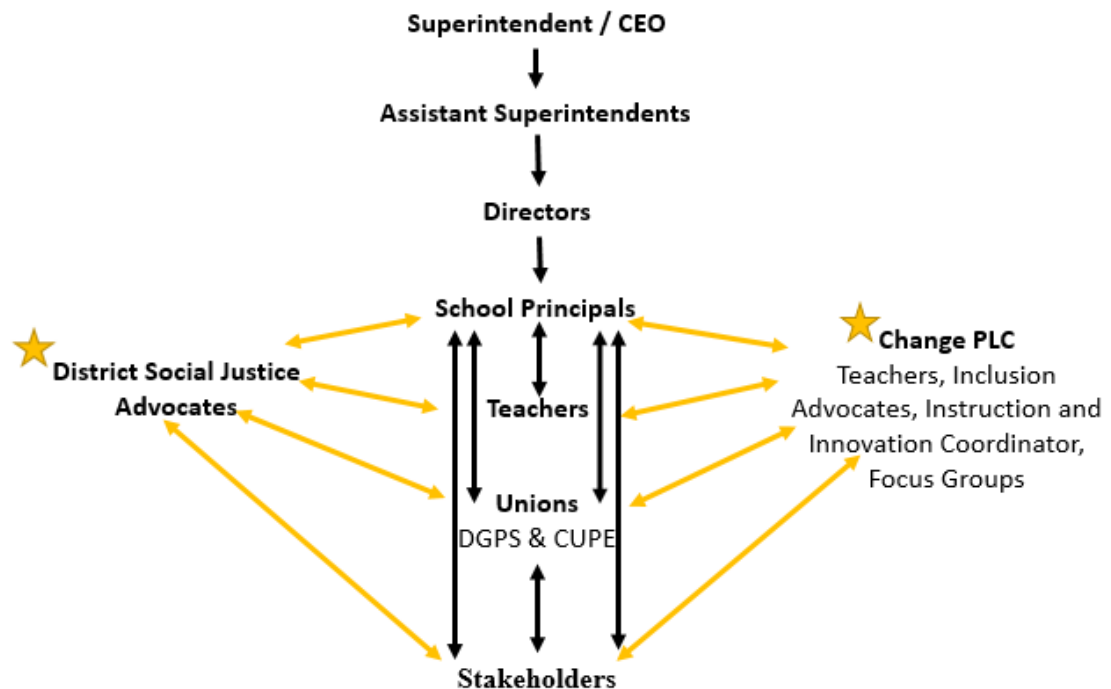 Superintendent / CEO
Assistant Superintendents
Directors
School Principals
District Social Justice
Advocates
Teachers
Change PLC
Teachers, Inclusion
Advocates, Instruction and
Innovation Coordinator,
Focus Groups
Unions
DGPS & CUPE
Stakeholders